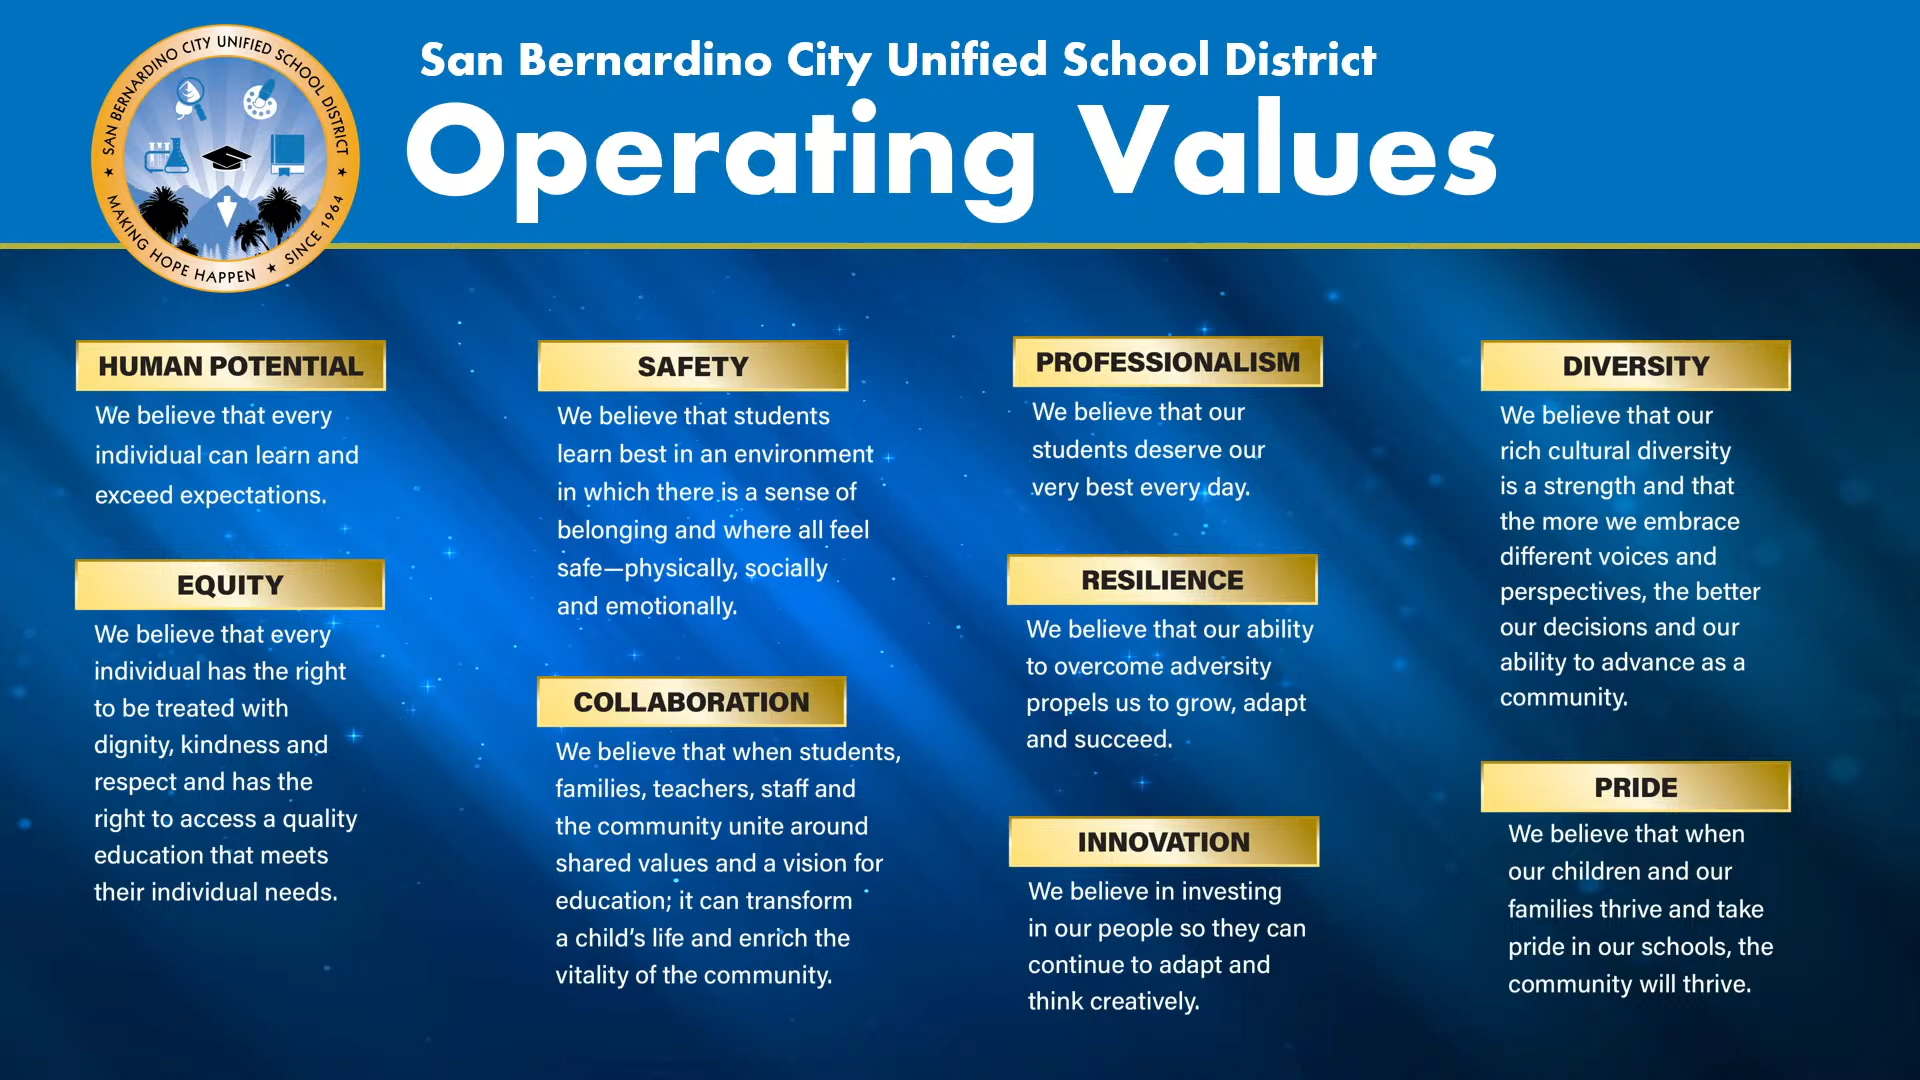 SAN BERNARDINO CITY UNIFIED SCHOOL DISTRICT
MAKING HOPE HAPPEN ★ SINCE 1964
San Bernardino City Unified School District
Operating Values
HUMAN POTENTIAL
We believe that every
individual can learn and
exceed expectations.
EQUITY
We believe that every
individual has the right
to be treated with
dignity, kindness and
respect and has the
right to access a quality
education that meets
their individual needs.
SAFETY
We believe that students
learn best in an environment
in which there is a sense of
belonging and where all feel
safe—physically, socially
and emotionally.
COLLABORATION
We believe that when students,
families, teachers, staff and
the community unite around
shared values and a vision for
education; it can transform
a child's life and enrich the
vitality of the community.
PROFESSIONALISM
We believe that our
students deserve our
very best every day.
RESILIENCE
We believe that our ability
to overcome adversity
propels us to grow, adapt
and succeed.
INNOVATION
We believe in investing
in our people so they can
continue to adapt and
think creatively.
DIVERSITY
We believe that our
rich cultural diversity
is a strength and that
the more we embrace
different voices and
perspectives, the better
our decisions and our
ability to advance as a
community.
PRIDE
We believe that when
our children and our
families thrive and take
pride in our schools, the
community will thrive.